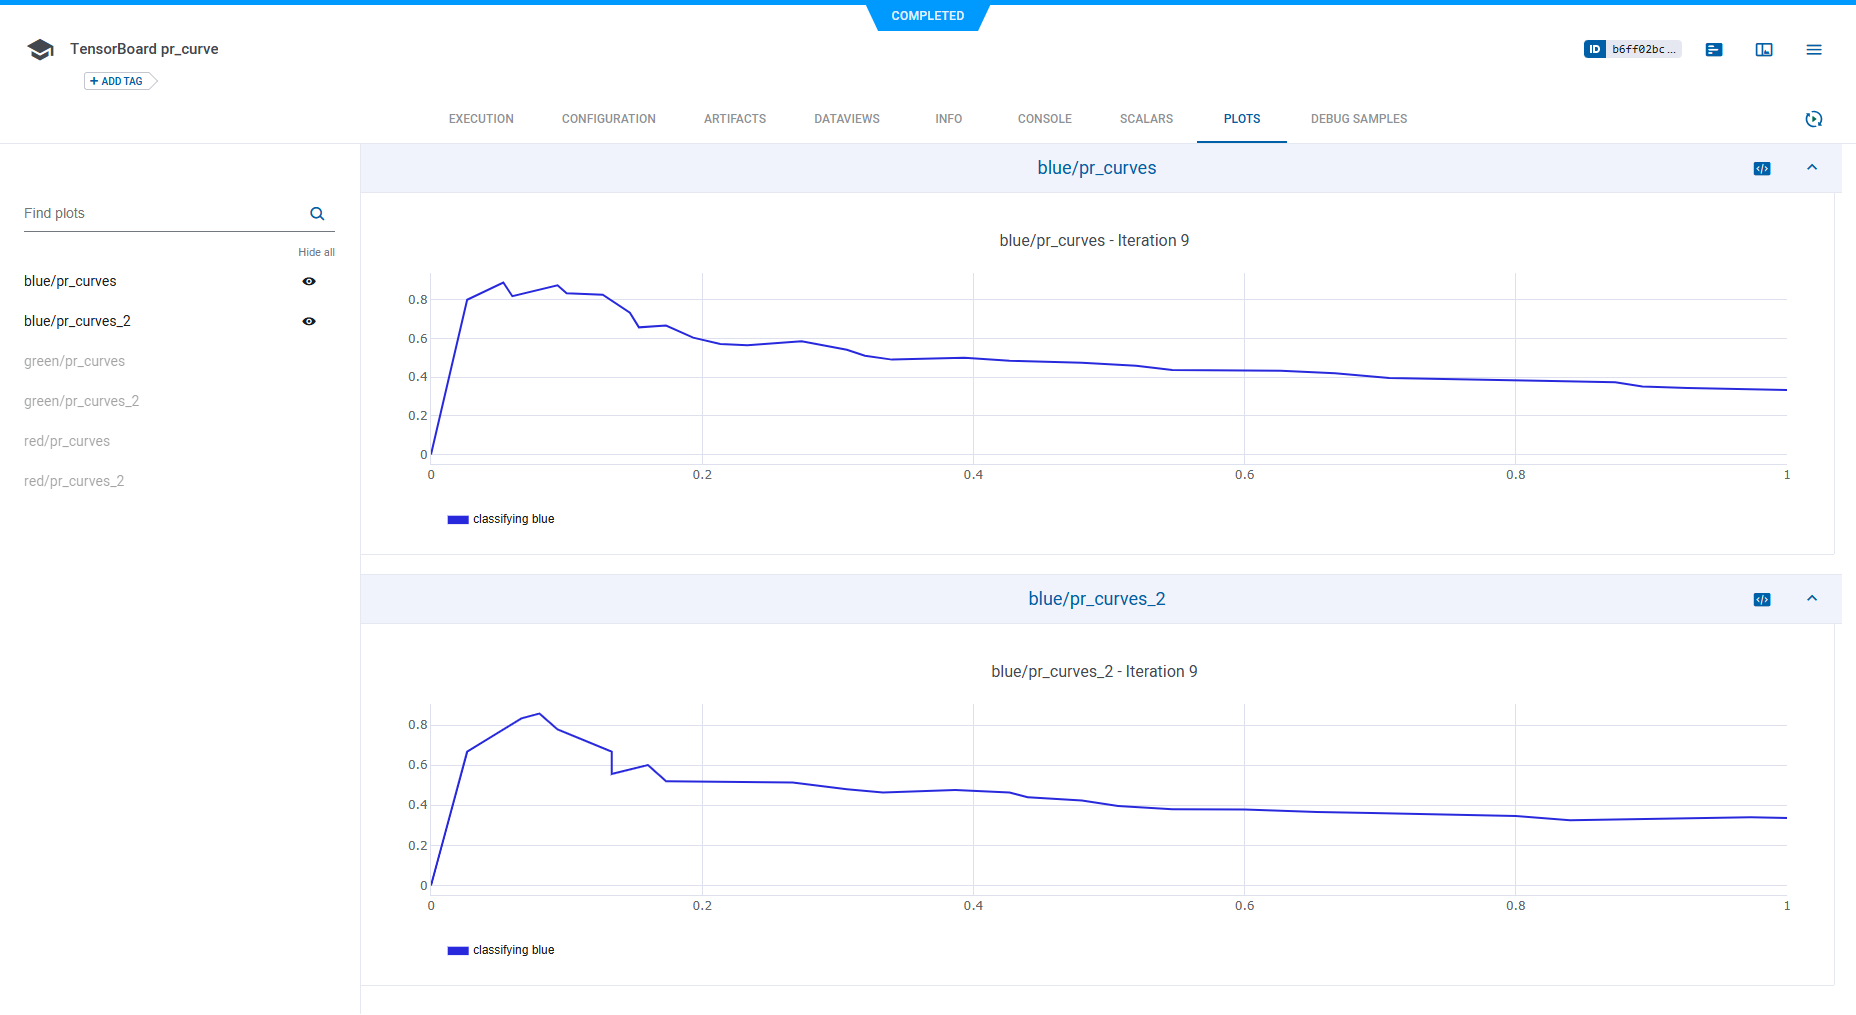 COMPLETED
TensorBoard pr_curve
ID b6ff02bc ...
+ ADD TAG
EXECUTION CONFIGURATION ARTIFACTS DATAVIEWS INFO CONSOLE SCALARS PLOTS DEBUG SAMPLES
Find plots
Hide all
blue/pr_curves
blue/pr_curves_2
green/pr_curves
green/pr_curves_2
red/pr_curves
red/pr_curves_2
blue/pr_curves
blue/pr_curves - Iteration 9
0.8
0.6
0.4
0.2
0
0 0.2 0.4 0.6 0.8 1
classifying blue
blue/pr_curves_2
blue/pr_curves_2 - Iteration 9
0.8
0.6
0.4
0.2
0
0 0.2 0.4 0.6 0.8 1
classifying blue